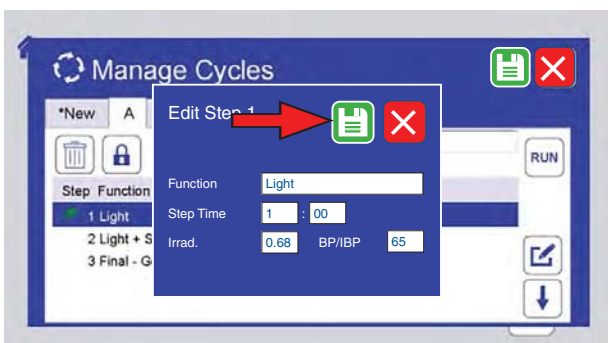 Manage Cycles
*New A
Edit Step 1
RUN
Step Function
Function Light
1 Light
Step Time 1 : 00
2 Light + S
Irrad. 0.68 BP/IBP 65
3 Final - G